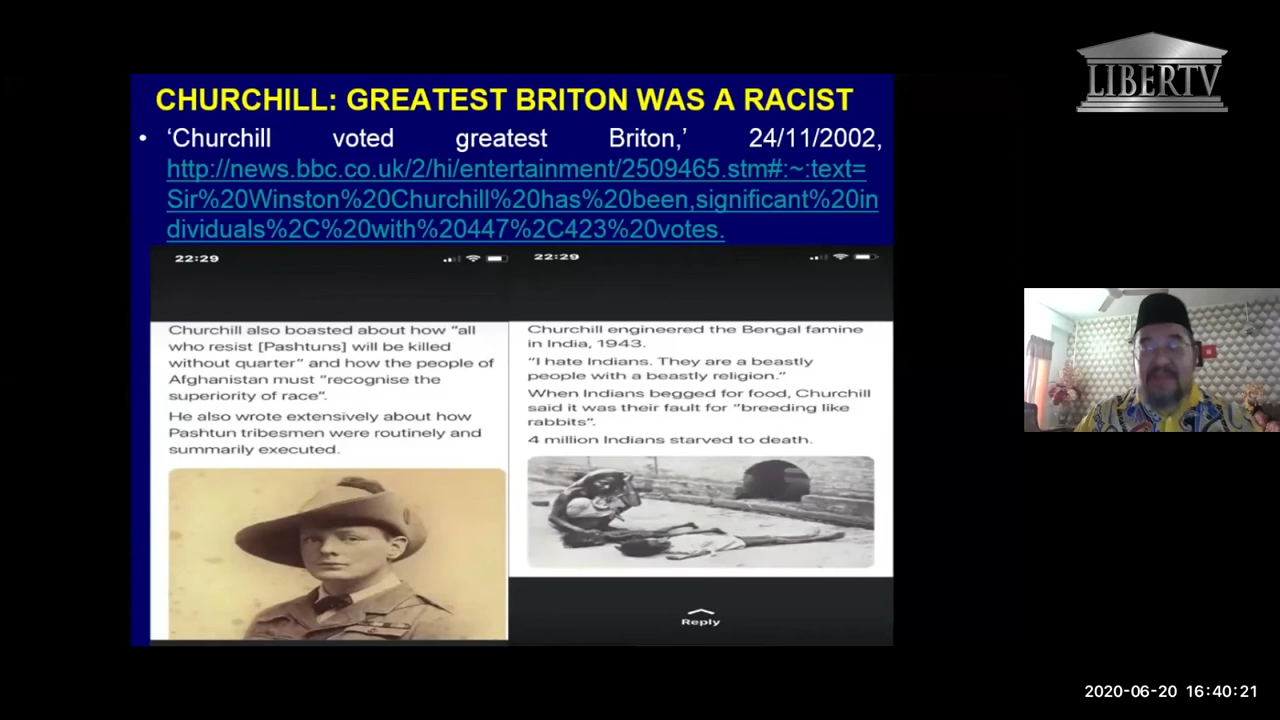 LIBERTV
CHURCHILL: GREATEST BRITON WAS A RACIST
• ‘Churchill voted greatest Briton,’ 24/11/2002,
http://news.bbc.co.uk/2/hi/entertainment/2509465.stm#:~:text=
Sir%20Winston%20Churchill%20has%20been,significant%20in
dividuals%2C%20with%20447%2C423%20votes.
22:29
Churchill also boasted about how “all
who resist [Pashtuns] will be killed
without quarter” and how the people of
Afghanistan must “recognise the
superiority of race”.
He also wrote extensively about how
Pashtun tribesmen were routinely and
summarily executed.
22:29
Churchill engineered the Bengal famine
in India, 1943.
“I hate Indians. They are a beastly
people with a beastly religion.”
When Indians begged for food, Churchill
said it was their fault for “breeding like
rabbits”.
4 million Indians starved to death.
Reply
2020-06-20 16:40:21